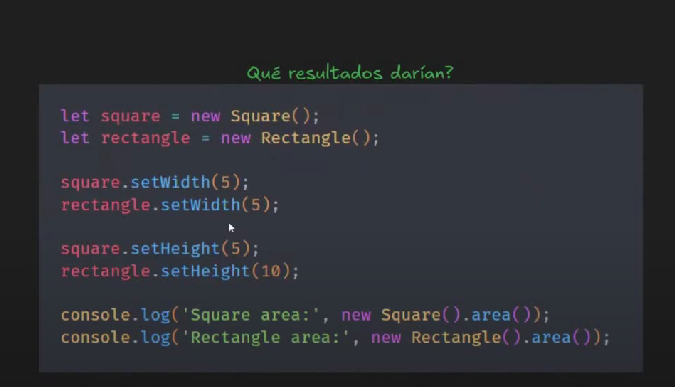 Qué resultados darían?
let square = new Square();
let rectangle = new Rectangle();
square.setWidth(5);
rectangle.setWidth(5);
square.setHeight(5);
rectangle.setHeight(10);
console.log('Square area:', new Square().area());
console.log('Rectangle area:', new Rectangle().area());